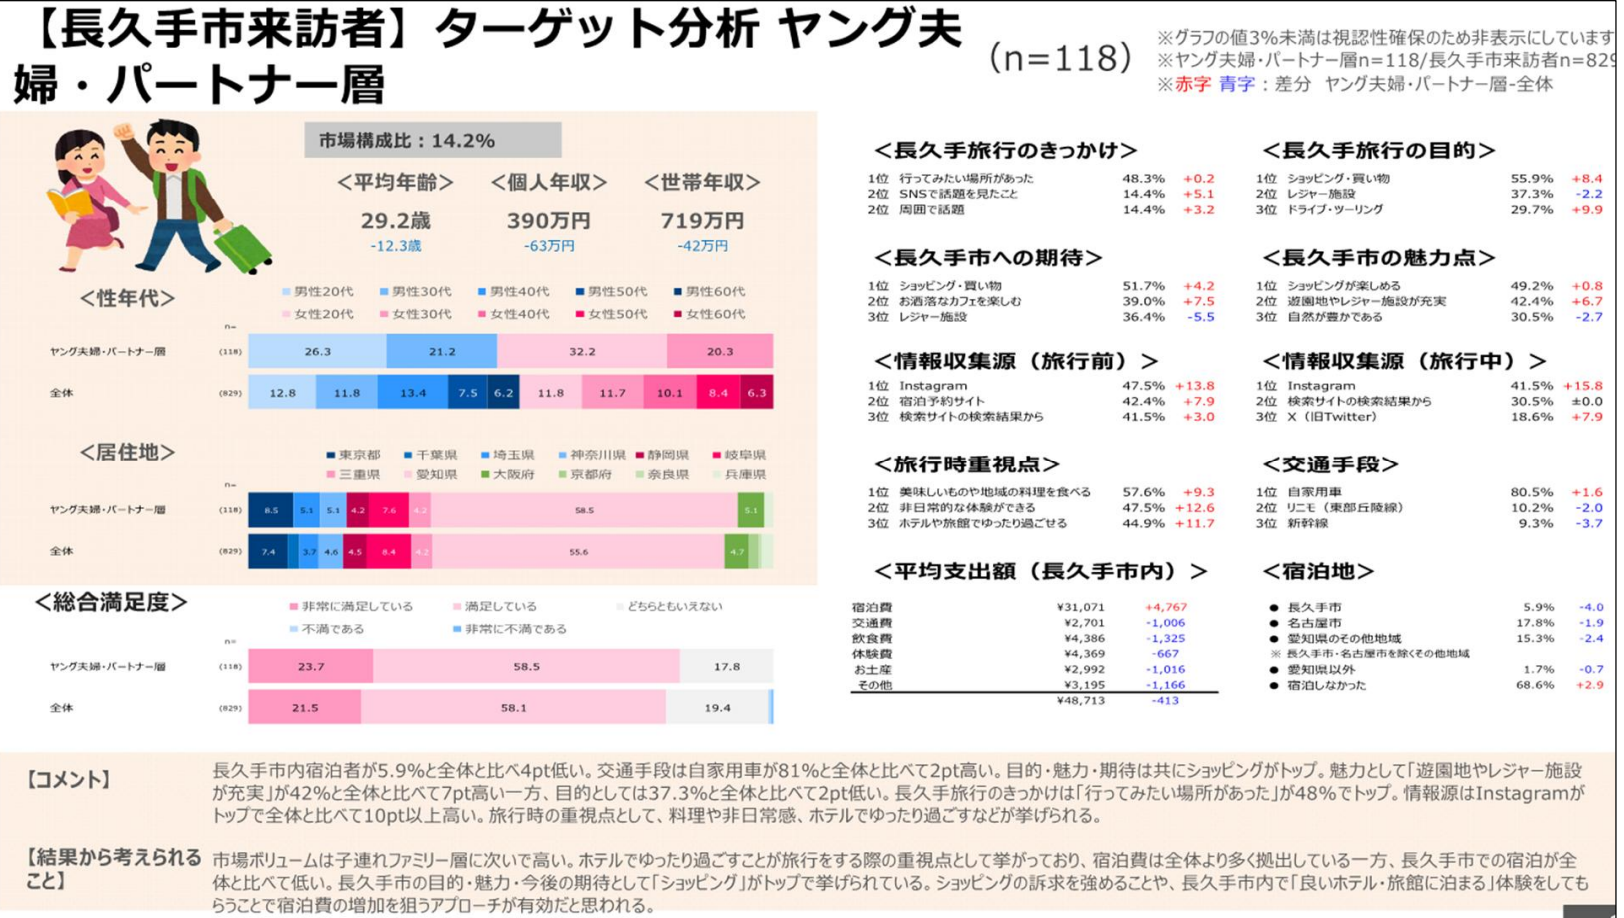 【長久手市来訪者】ターゲット分析 ヤング夫
婦・パートナー層
(n=118)
※グラフの値3%未満は視認性確保のため非表示にしています
※ヤング夫婦・パートナー層n=118/長久手市来訪者n=829
※赤字 青字：差分 ヤング夫婦・パートナー層-全体
市場構成比：14.2%
＜平均年齢＞ ＜個人年収＞ ＜世帯年収＞
29.2歳 390万円 719万円
-12.3歳 -63万円 -42万円
＜性年代＞
男性20代 男性30代 男性40代 男性50代 男性60代
女性20代 女性30代 女性40代 女性50代 女性60代
n=
ヤング夫婦・パートナー層 (118) 26.3 21.2 32.2 20.3
全体 (829) 12.8 11.8 13.4 7.5 6.2 11.8 11.7 10.1 8.4 6.3
＜居住地＞
東京都 千葉県 埼玉県 神奈川県 静岡県 岐阜県
三重県 愛知県 大阪府 京都府 奈良県 兵庫県
n=
ヤング夫婦・パートナー層 (118) 8.5 5.1 5.1 4.2 7.6 4.2 58.5 5.1
全体 (829) 7.4 3.7 4.6 4.5 8.4 4.2 55.6 4.7
＜総合満足度＞
非常に満足している 満足している どちらともいえない
不満である 非常に不満である
n=
ヤング夫婦・パートナー層 (118) 23.7 58.5 17.8
全体 (829) 21.5 58.1 19.4
＜長久手旅行のきっかけ＞
1位 行ってみたい場所があった 48.3% +0.2
2位 SNSで話題を見たこと 14.4% +5.1
2位 周囲で話題 14.4% +3.2
＜長久手旅行の目的＞
1位 ショッピング・買い物 55.9% +8.4
2位 レジャー施設 37.3% -2.2
3位 ドライブ・ツーリング 29.7% +9.9
＜長久手市への期待＞
1位 ショッピング・買い物 51.7% +4.2
2位 お洒落なカフェを楽しむ 39.0% +7.5
3位 レジャー施設 36.4% -5.5
＜長久手市の魅力点＞
1位 ショッピングが楽しめる 49.2% +0.8
2位 遊園地やレジャー施設が充実 42.4% +6.7
3位 自然が豊かである 30.5% -2.7
＜情報収集源（旅行前）＞
1位 Instagram 47.5% +13.8
2位 宿泊予約サイト 42.4% +7.9
3位 検索サイトの検索結果から 41.5% +3.0
＜情報収集源（旅行中）＞
1位 Instagram 41.5% +15.8
2位 検索サイトの検索結果から 30.5% ±0.0
3位 X（旧Twitter） 18.6% +7.9
＜旅行時重視点＞
1位 美味しいものや地域の料理を食べる 57.6% +9.3
2位 非日常的な体験ができる 47.5% +12.6
3位 ホテルや旅館でゆったり過ごせる 44.9% +11.7
＜交通手段＞
1位 自家用車 80.5% +1.6
2位 リニモ（東部丘陵線） 10.2% -2.0
3位 新幹線 9.3% -3.7
＜平均支出額（長久手市内）＞
宿泊費 ¥31,071 +4,767
交通費 ¥2,701 -1,006
飲食費 ¥4,386 -1,325
体験費 ¥4,369 -667
お土産 ¥2,992 -1,016
その他 ¥3,195 -1,166
¥48,713 -413
＜宿泊地＞
● 長久手市 5.9% -4.0
● 名古屋市 17.8% -1.9
● 愛知県のその他地域 15.3% -2.4
※ 長久手市・名古屋市を除くその他地域
● 愛知県以外 1.7% -0.7
● 宿泊しなかった 68.6% +2.9
【コメント】
長久手市内宿泊者が5.9%と全体と比べ4pt低い。交通手段は自家用車が81%と全体と比べて2pt高い。目的・魅力・期待は共にショッピングがトップ。魅力として「遊園地やレジャー施設
が充実」が42%と全体と比べて7pt高い一方、目的としては37.3%と全体と比べて2pt低い。長久手旅行のきっかけは「行ってみたい場所があった」が48%でトップ。情報源はInstagramが
トップで全体と比べて10pt以上高い。旅行時の重視点として、料理や非日常感、ホテルでゆったり過ごすなどが挙げられる。
【結果から考えられる
こと】
市場ボリュームは子連れファミリー層に次いで高い。ホテルでゆったり過ごすことが旅行をする際の重視点として挙がっており、宿泊費は全体より多く拠出している一方、長久手市での宿泊が全
体と比べて低い。長久手市の目的・魅力・今後の期待として「ショッピング」がトップで挙げられている。ショッピングの訴求を強めることや、長久手市内で「良いホテル・旅館に泊まる」体験をしても
らうことで宿泊費の増加を狙うアプローチが有効だと思われる。